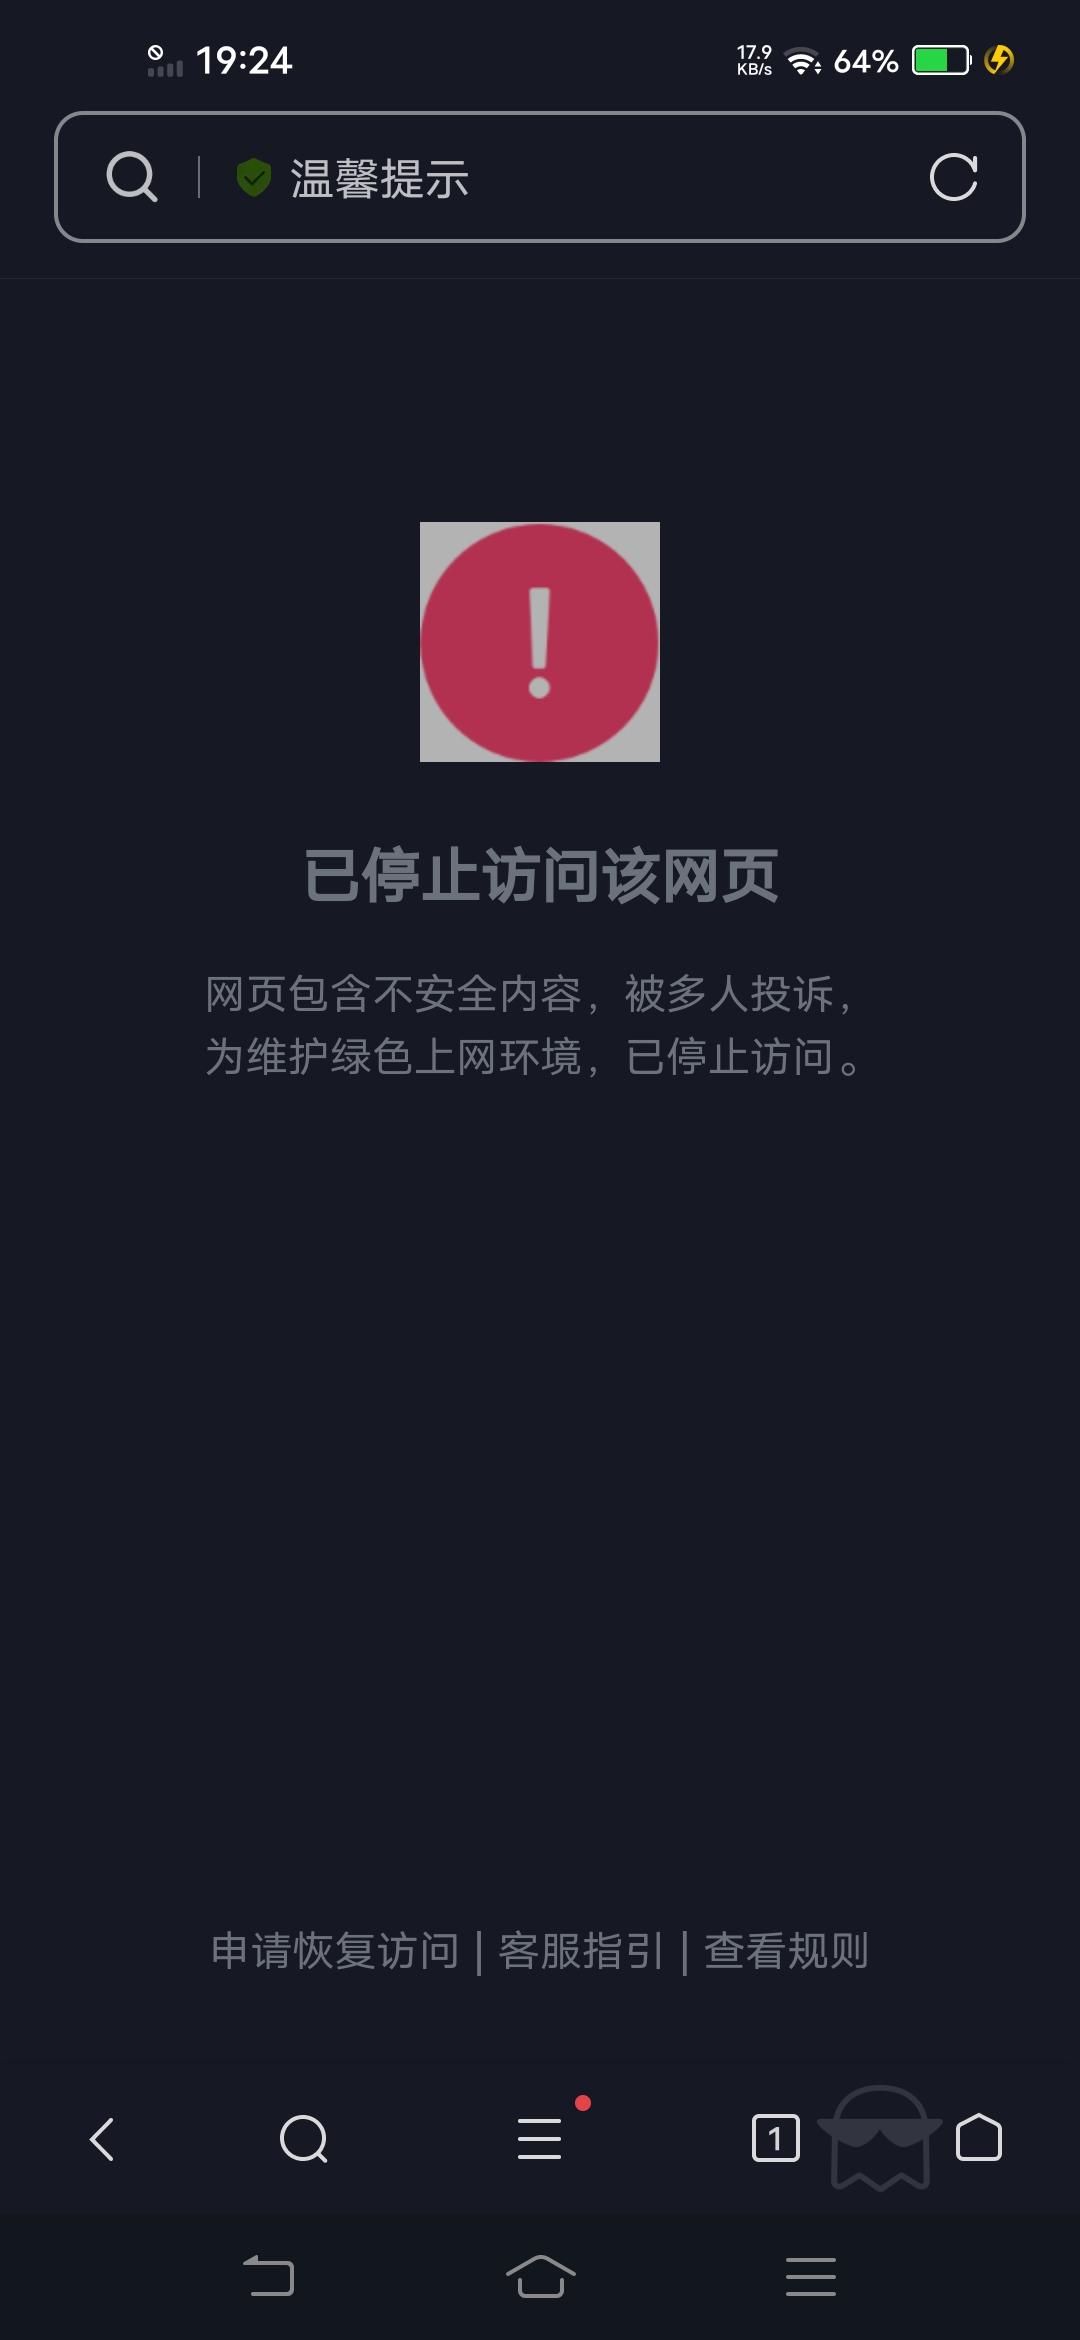 19:24
17.9
KB/s
64%
温馨提示
已停止访问该网页
网页包含不安全内容，被多人投诉，
为维护绿色上网环境，已停止访问。
申请恢复访问 | 客服指引 | 查看规则
1